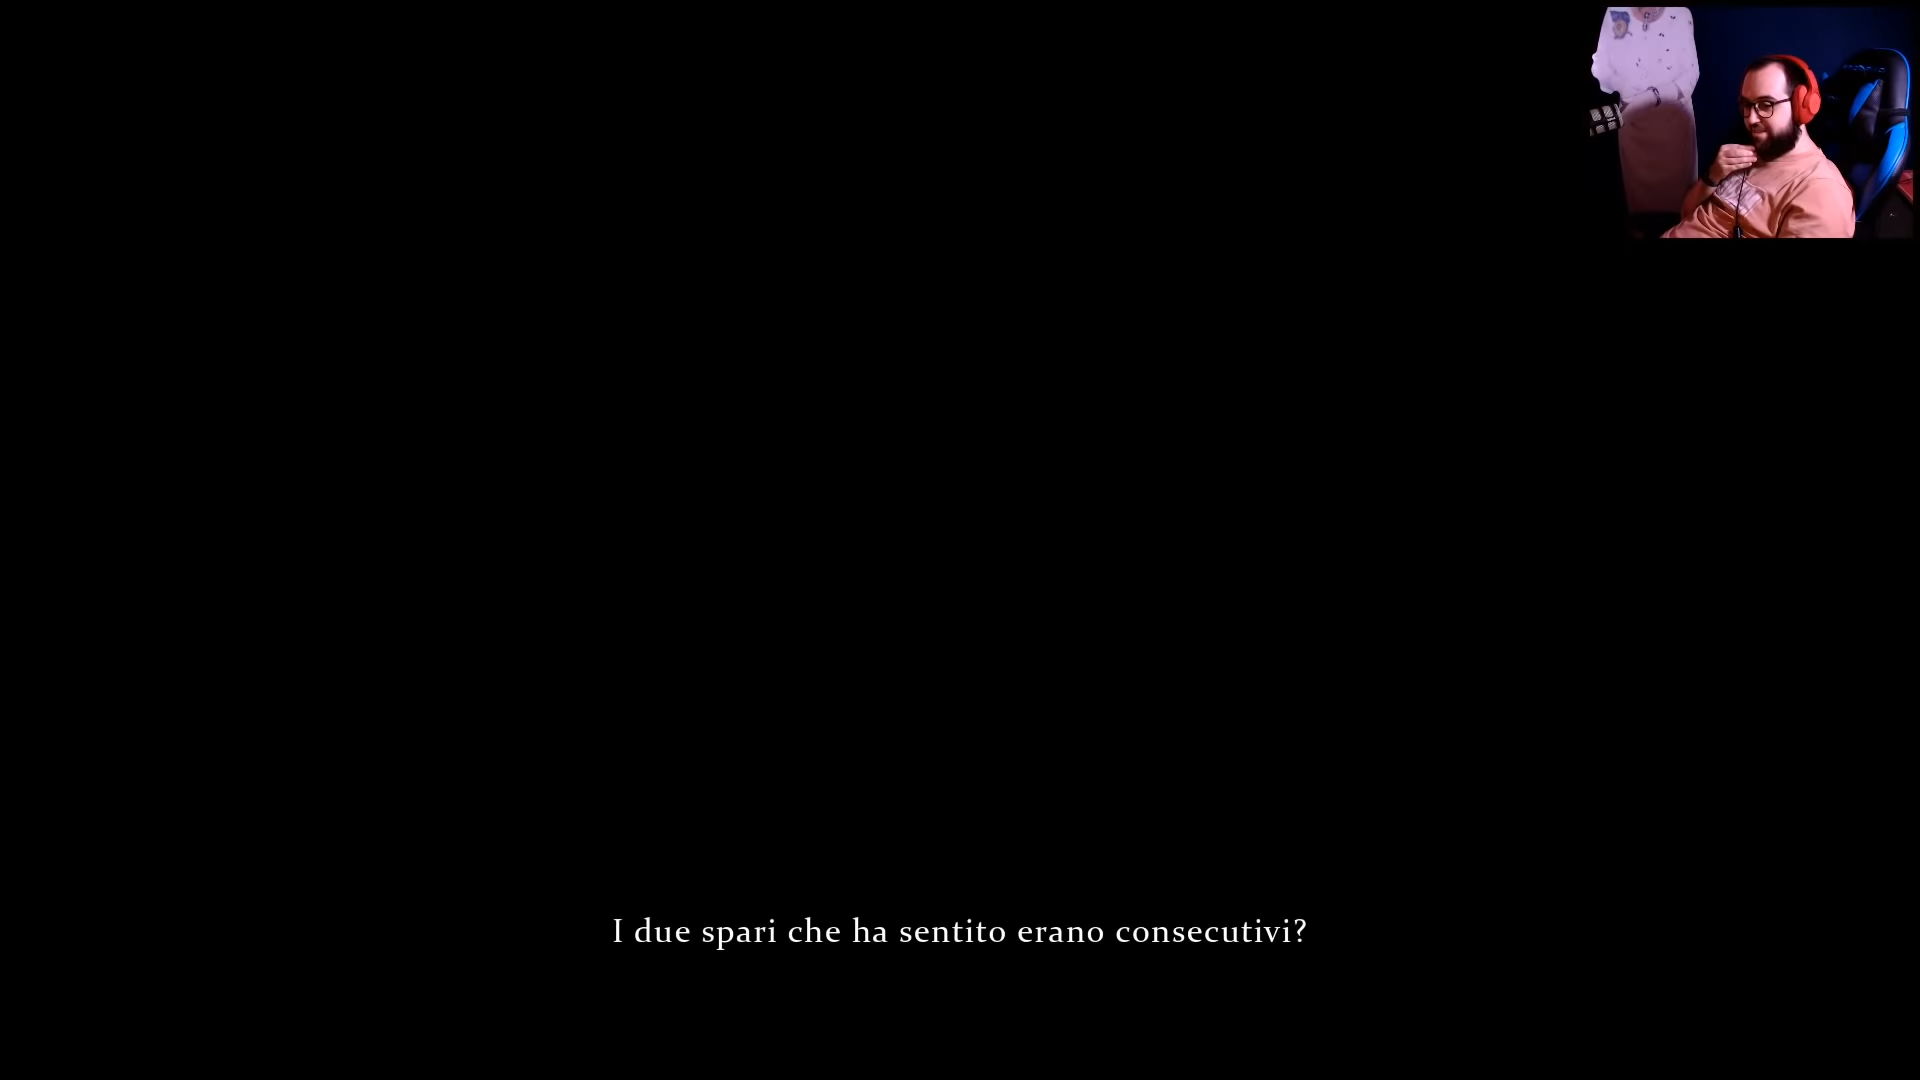 I due spari che ha sentito erano consecutivi?